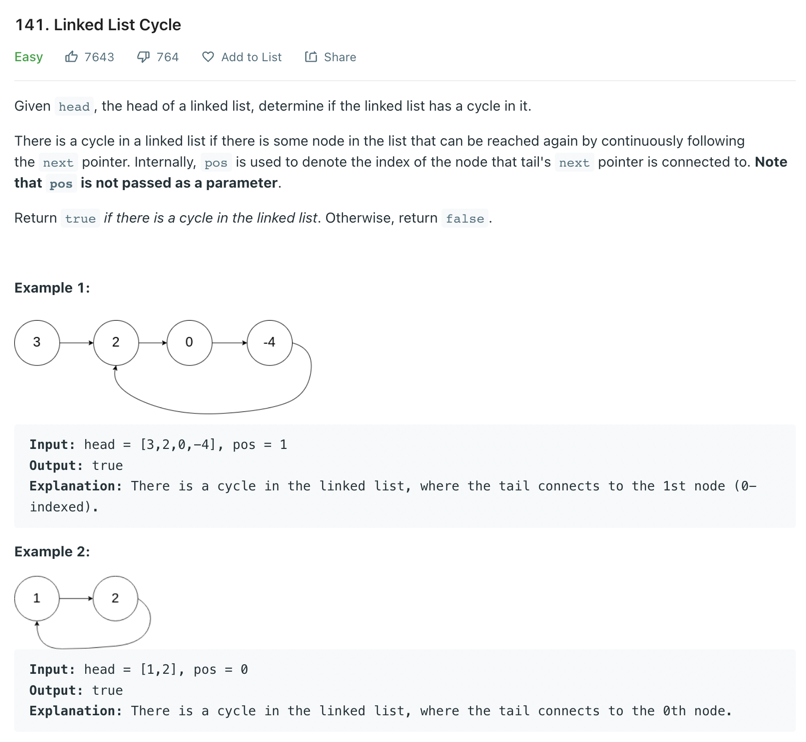 141. Linked List Cycle
Easy 7643 764 Add to List Share
Given head, the head of a linked list, determine if the linked list has a cycle in it.
There is a cycle in a linked list if there is some node in the list that can be reached again by continuously following
the next pointer. Internally, pos is used to denote the index of the node that tail's next pointer is connected to. Note
that pos is not passed as a parameter.
Return true if there is a cycle in the linked list. Otherwise, return false.
Example 1:
3 2 0 -4
Input: head = [3,2,0,-4], pos = 1
Output: true
Explanation: There is a cycle in the linked list, where the tail connects to the 1st node (0-
indexed).
Example 2:
1 2
Input: head = [1,2], pos = 0
Output: true
Explanation: There is a cycle in the linked list, where the tail connects to the 0th node.